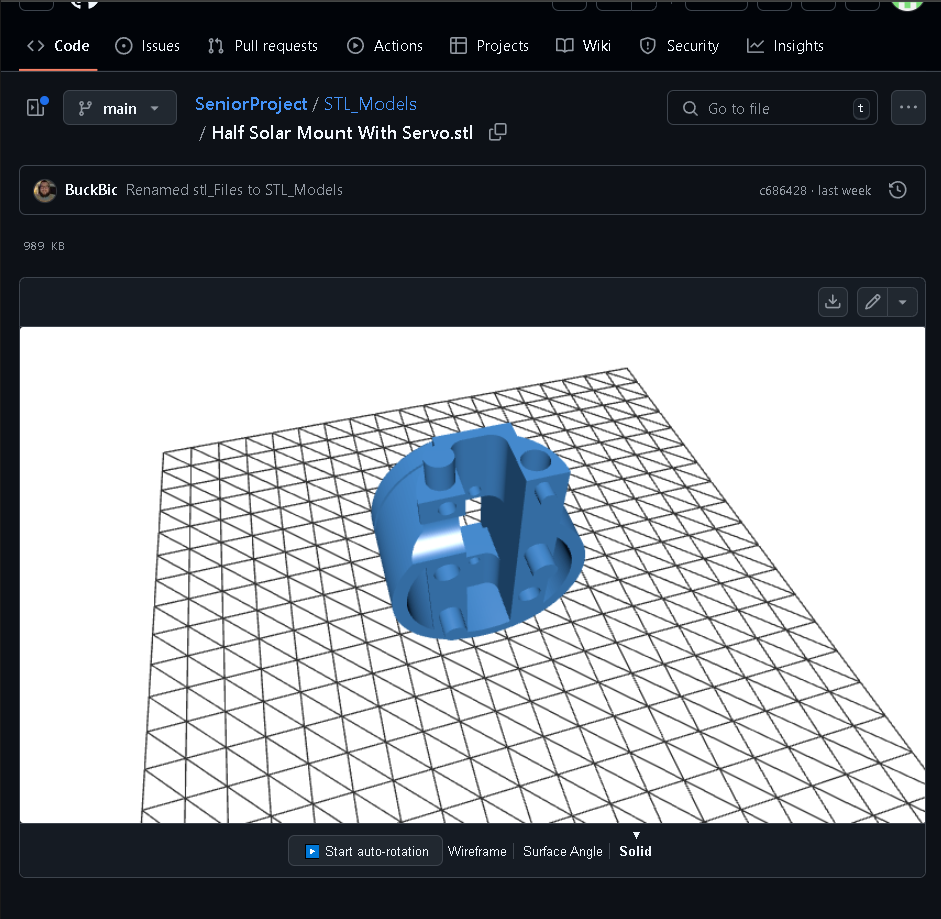 Code Issues Pull requests Actions Projects Wiki Security Insights
main SeniorProject / STL_Models Go to file t
/ Half Solar Mount With Servo.stl
BuckBic Renamed stl_Files to STL_Models c686428 · last week
989 KB
Start auto-rotation Wireframe Surface Angle Solid